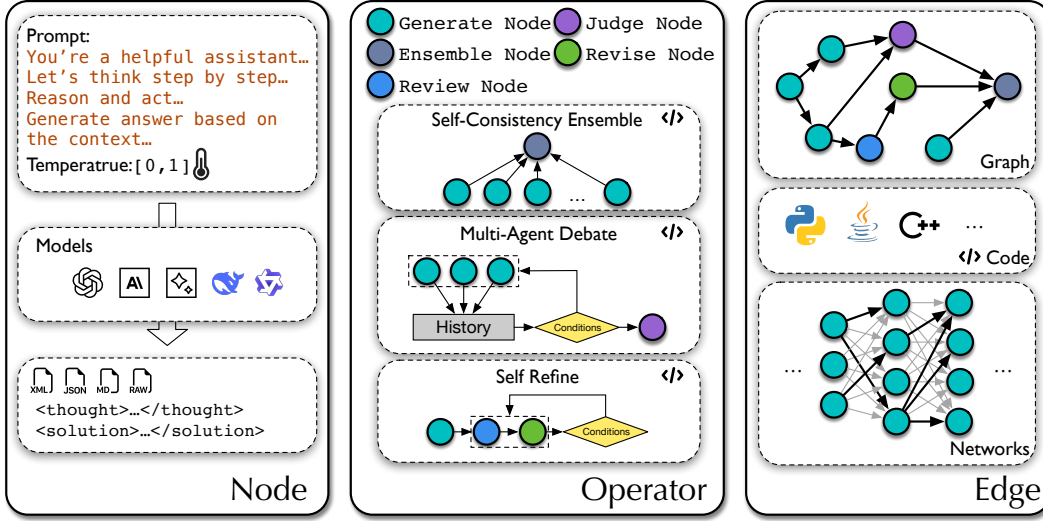 Prompt:
You're a helpful assistant…
Let's think step by step…
Reason and act…
Generate answer based on
the context…
Temperatrue:[0,1]
Models
A\
XML JSON MD RAW
<thought>…</thought>
<solution>…</solution>
Node
Generate Node
Judge Node
Ensemble Node
Revise Node
Review Node
Self-Consistency Ensemble </>
...
Multi-Agent Debate </>
History
Conditions
Self Refine </>
Conditions
Operator
Graph
C++ ...
</> Code
... ...
Networks
Edge